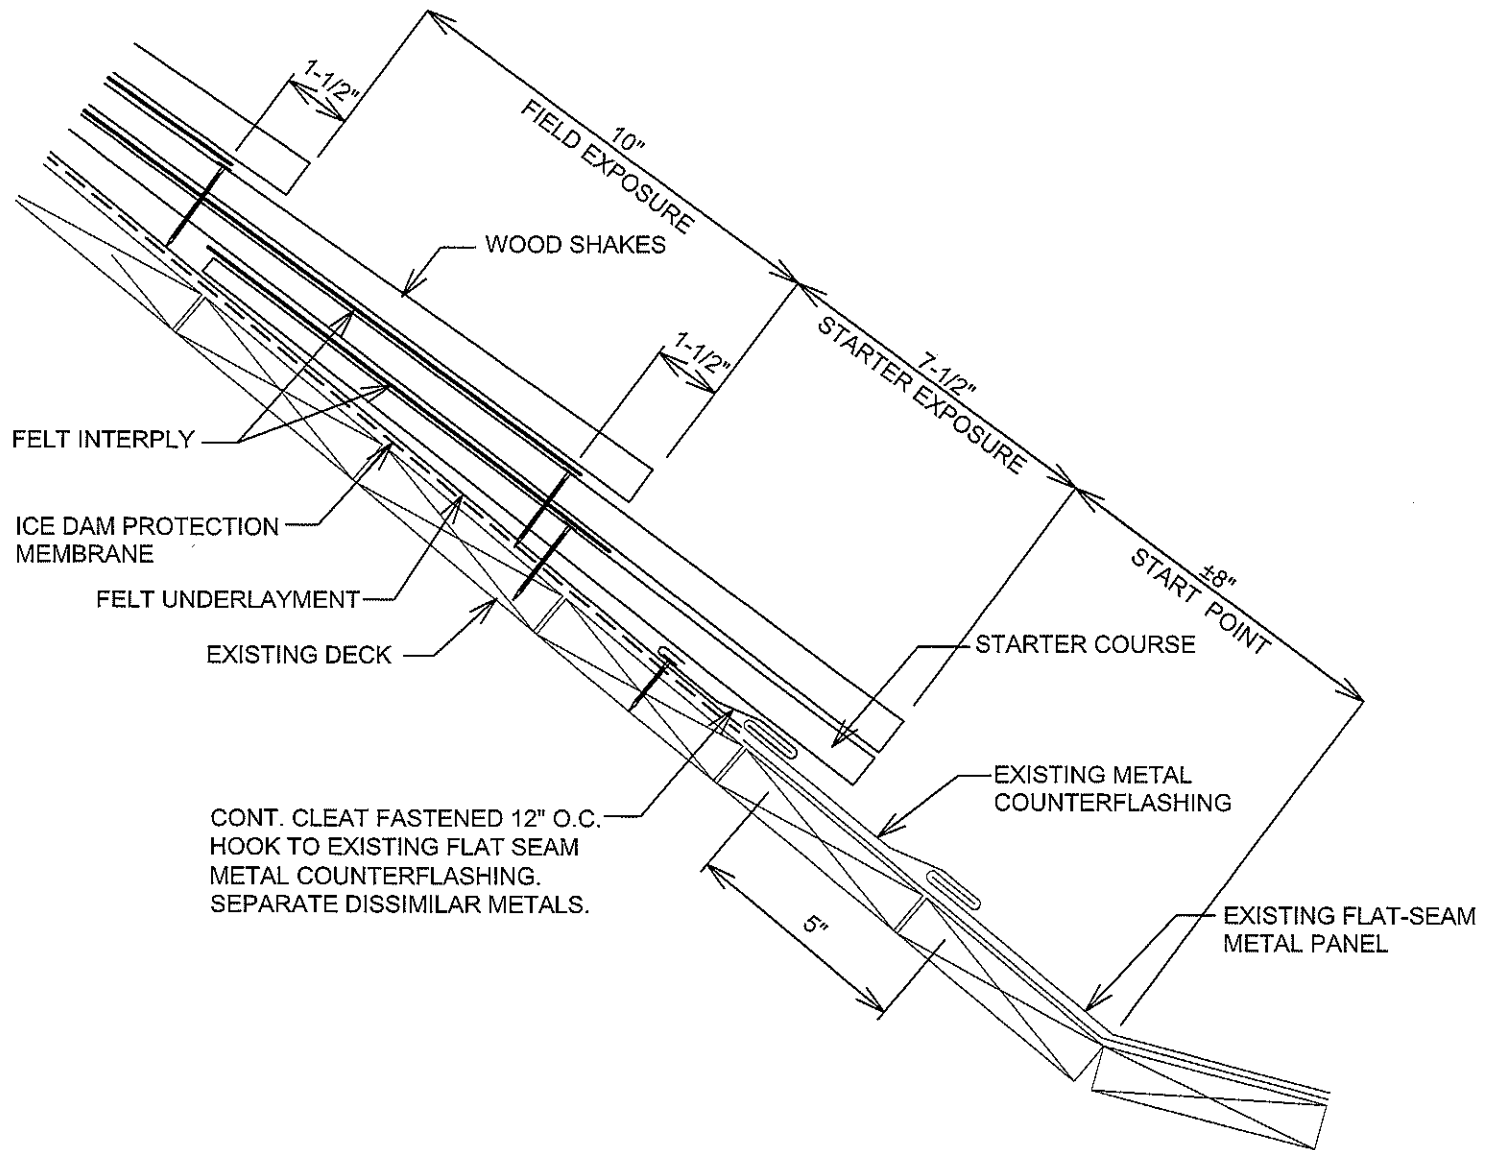 1-1/2"
10"
FIELD EXPOSURE
WOOD SHAKES
1-1/2"
7-1/2"
STARTER EXPOSURE
FELT INTERPLY
ICE DAM PROTECTION
MEMBRANE
±8"
START POINT
FELT UNDERLAYMENT
EXISTING DECK
STARTER COURSE
EXISTING METAL
COUNTERFLASHING
CONT. CLEAT FASTENED 12" O.C.
HOOK TO EXISTING FLAT SEAM
METAL COUNTERFLASHING.
SEPARATE DISSIMILAR METALS.
5"
EXISTING FLAT-SEAM
METAL PANEL